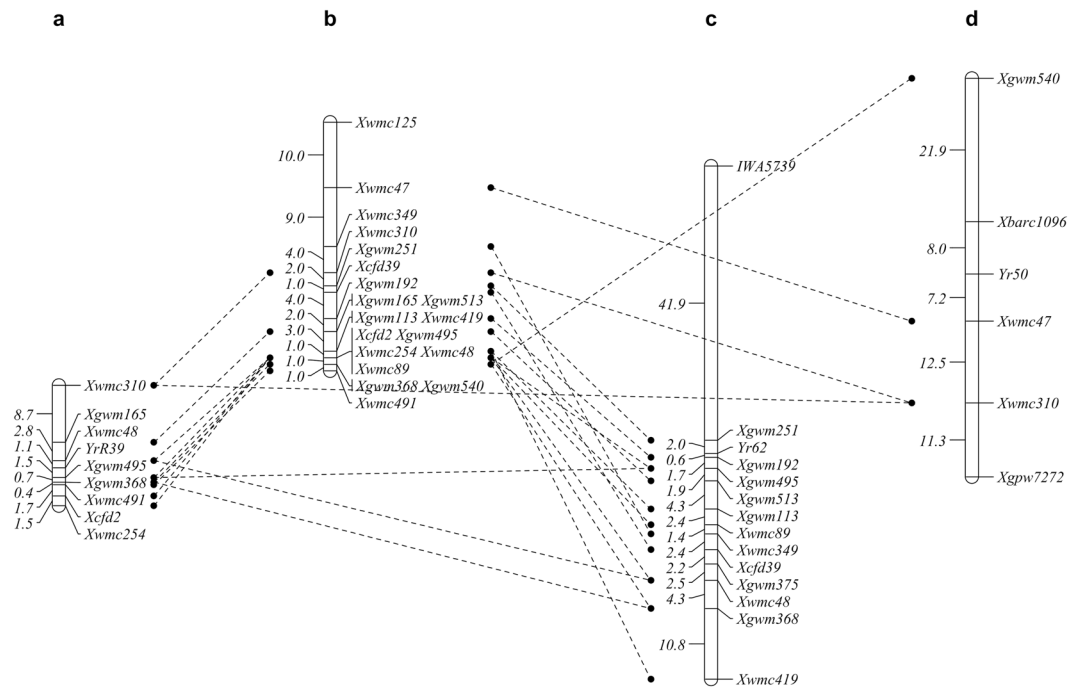 a
b
c
d
Xwmc310
8.7
Xgwm165
2.8
Xwmc48
1.1
YrR39
1.5
Xgwm495
0.7
Xgwm368
0.4
Xwmc491
1.7
Xcfd2
1.5
Xwmc254
Xwmc125
10.0
Xwmc47
9.0
Xwmc349
Xwmc310
4.0
Xgwm251
2.0
Xcfd39
1.0
Xgwm192
4.0
Xgwm165 Xgwm513
2.0
Xgwm113 Xwmc419
3.0
Xcfd2 Xgwm495
1.0
Xwmc254 Xwmc48
1.0
Xwmc89
1.0
Xgwm368 Xgwm540
Xwmc491
IWA5739
41.9
Xgwm251
2.0
Yr62
0.6
Xgwm192
1.7
Xgwm495
1.9
Xgwm513
4.3
Xgwm113
2.4
Xwmc89
1.4
Xwmc349
2.4
Xcfd39
2.2
Xgwm375
2.5
Xwmc48
4.3
Xgwm368
10.8
Xwmc419
Xgwm540
21.9
Xbarc1096
8.0
Yr50
7.2
Xwmc47
12.5
Xwmc310
11.3
Xgpw7272